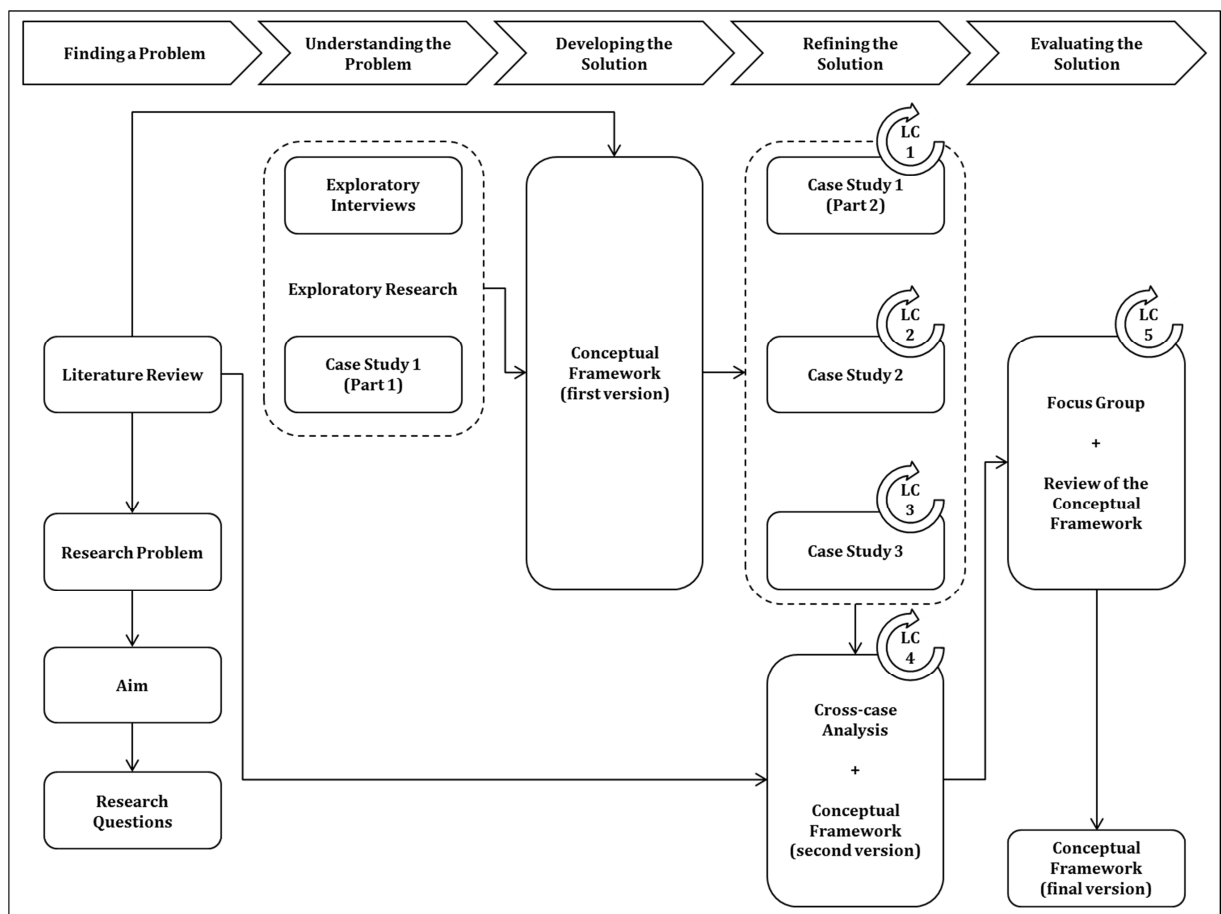 Finding a Problem
Understanding the
Problem
Developing the
Solution
Refining the
Solution
Evaluating the
Solution
Literature Review
Research Problem
Aim
Research
Questions
Exploratory
Interviews
Exploratory Research
Case Study 1
(Part 1)
Conceptual
Framework
(first version)
LC
1
Case Study 1
(Part 2)
LC
2
Case Study 2
LC
3
Case Study 3
LC
4
Cross-case
Analysis
+
Conceptual
Framework
(second version)
LC
5
Focus Group
+
Review of the
Conceptual
Framework
Conceptual
Framework
(final version)